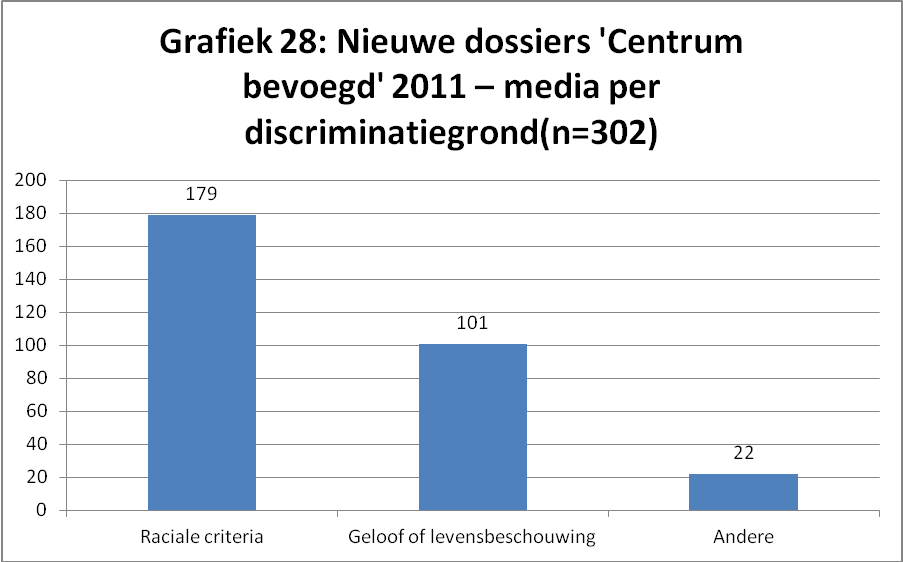 Grafiek 28: Nieuwe dossiers 'Centrum
bevoegd' 2011 – media per
discriminatiegrond(n=302)
200
180
160
140
120
100
80
60
40
20
0
179
101
22
Raciale criteria
Geloof of levensbeschouwing
Andere